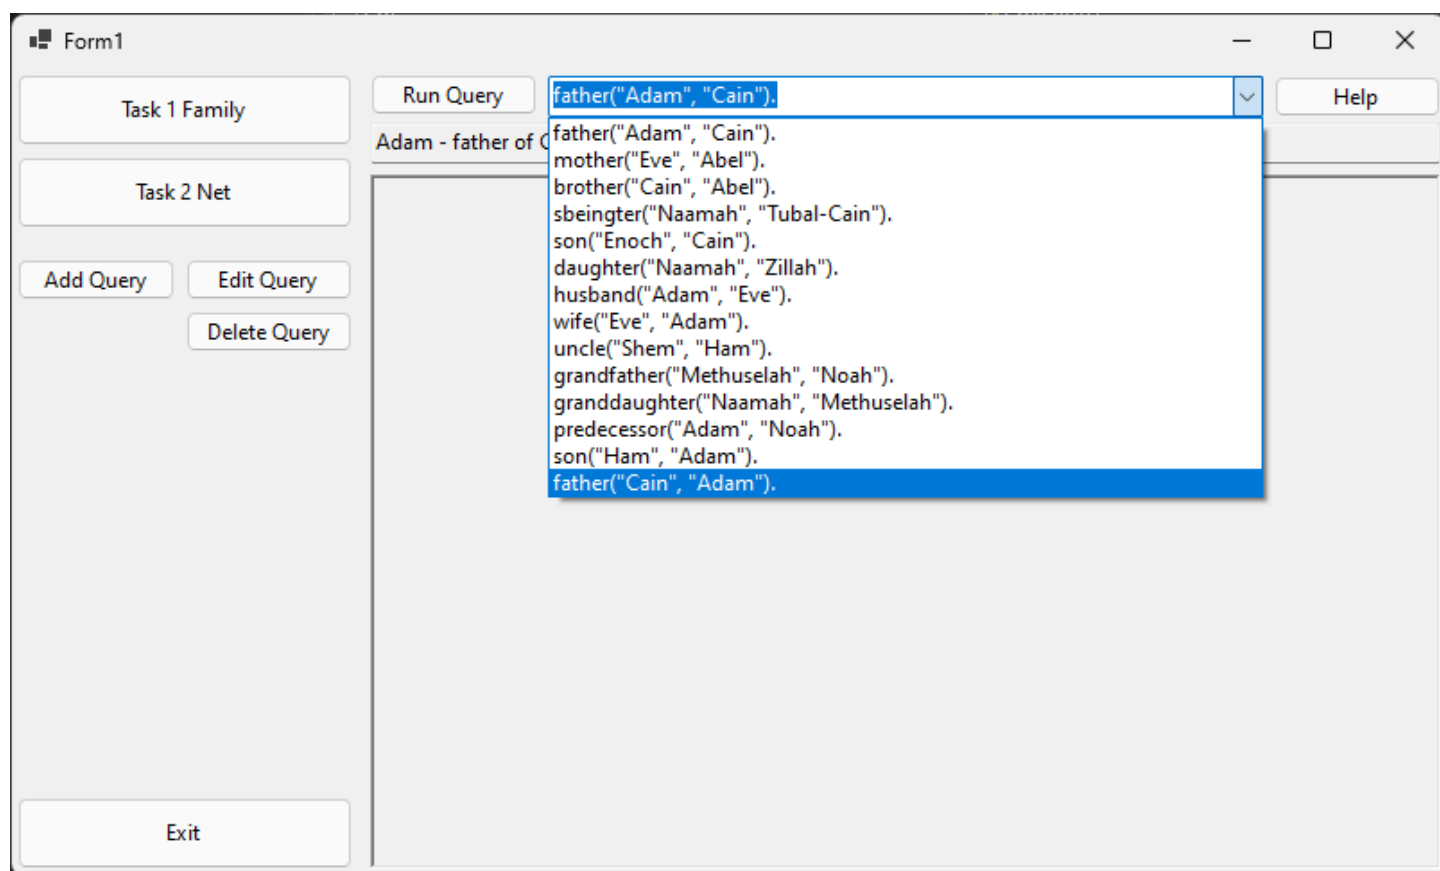 Form1
Task 1 Family
Run Query
father("Adam", "Cain").
Help
Adam - father of
father("Adam", "Cain").
mother("Eve", "Abel").
brother("Cain", "Abel").
sbeingter("Naamah", "Tubal-Cain").
son("Enoch", "Cain").
daughter("Naamah", "Zillah").
husband("Adam", "Eve").
wife("Eve", "Adam").
uncle("Shem", "Ham").
grandfather("Methuselah", "Noah").
granddaughter("Naamah", "Methuselah").
predecessor("Adam", "Noah").
son("Ham", "Adam").
father("Cain", "Adam").
Task 2 Net
Add Query
Edit Query
Delete Query
Exit